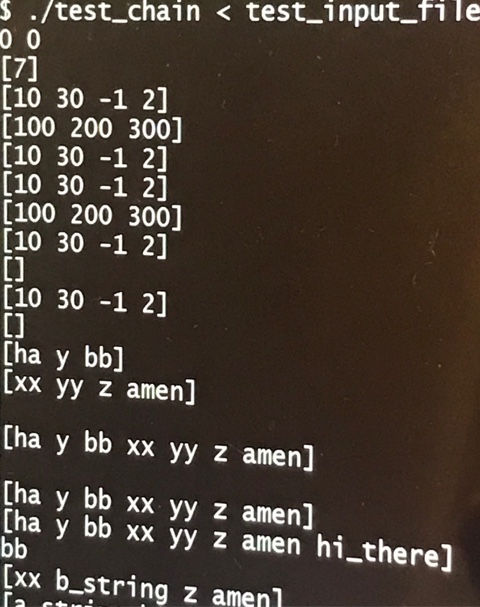 $ ./test_chain < test_input_file
0 0
[7]
[10 30 -1 2]
[100 200 300]
[10 30 -1 2]
[10 30 -1 2]
[100 200 300]
[10 30 -1 2]
[]
[10 30 -1 2]
[]
[ha y bb]
[xx yy z amen]
[ha y bb xx yy z amen]
[ha y bb xx yy z amen]
[ha y bb xx yy z amen hi_there]
bb
[xx b_string z amen]